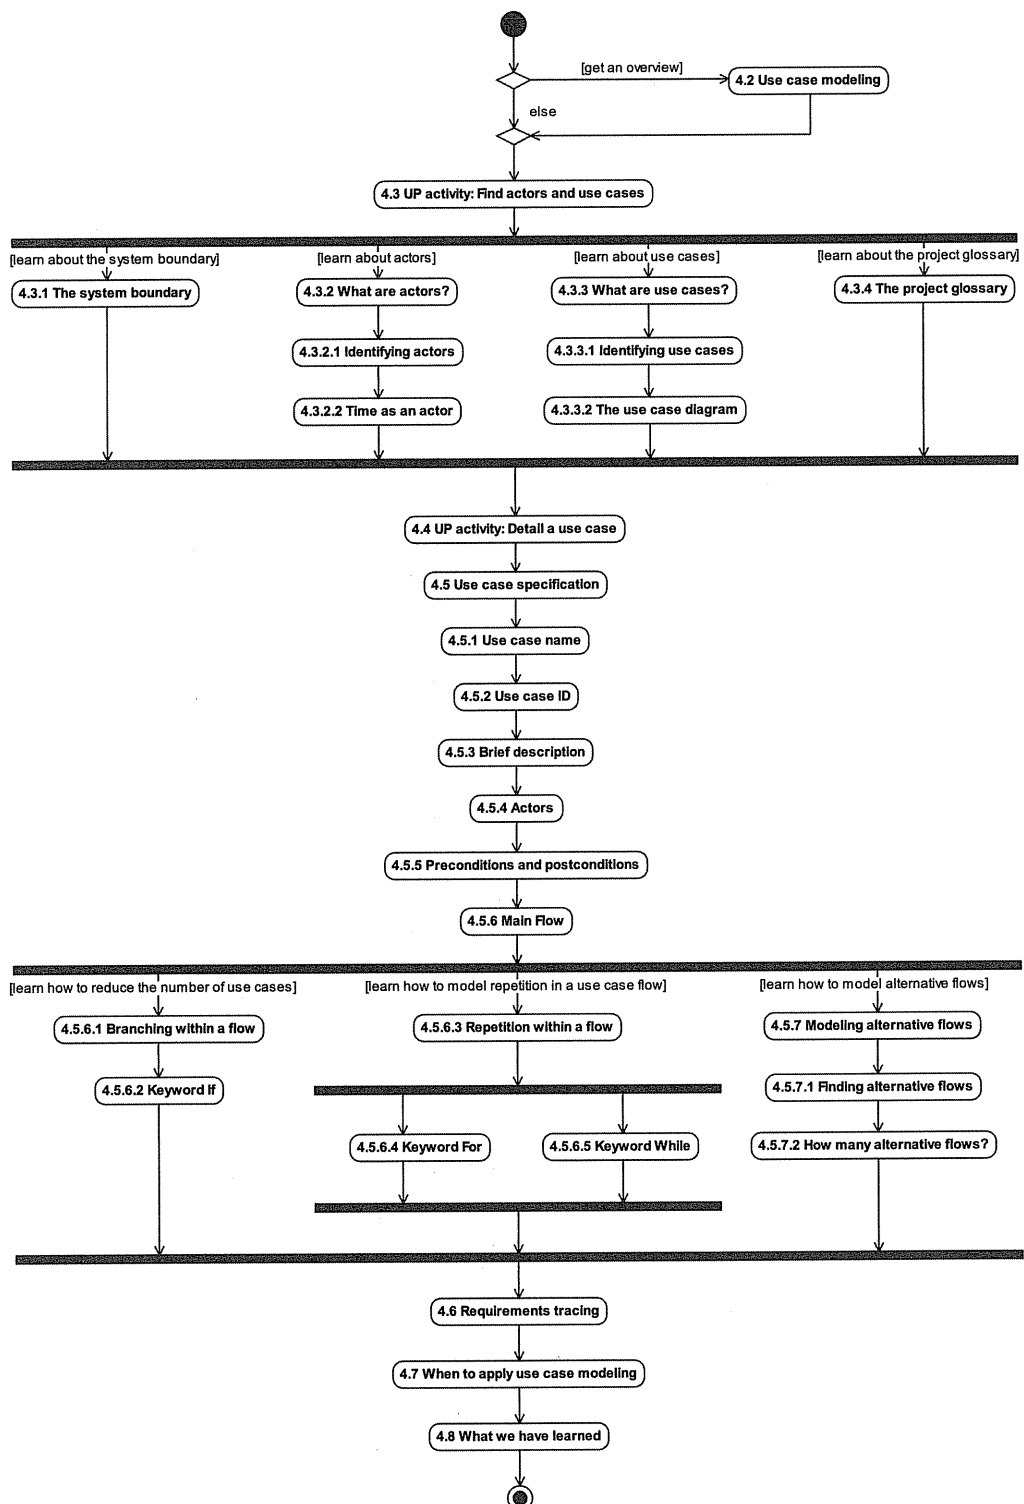 [get an overview]
4.2 Use case modeling
else
4.3 UP activity: Find actors and use cases
[learn about the system boundary]
[learn about actors]
[learn about use cases]
[learn about the project glossary]
4.3.1 The system boundary
4.3.2 What are actors?
4.3.3 What are use cases?
4.3.4 The project glossary
4.3.2.1 Identifying actors
4.3.3.1 Identifying use cases
4.3.2.2 Time as an actor
4.3.3.2 The use case diagram
4.4 UP activity: Detail a use case
4.5 Use case specification
4.5.1 Use case name
4.5.2 Use case ID
4.5.3 Brief description
4.5.4 Actors
4.5.5 Preconditions and postconditions
4.5.6 Main Flow
[learn how to reduce the number of use cases]
[learn how to model repetition in a use case flow]
[learn how to model alternative flows]
4.5.6.1 Branching within a flow
4.5.6.3 Repetition within a flow
4.5.7 Modeling alternative flows
4.5.6.2 Keyword If
4.5.7.1 Finding alternative flows
4.5.6.4 Keyword For
4.5.6.5 Keyword While
4.5.7.2 How many alternative flows?
4.6 Requirements tracing
4.7 When to apply use case modeling
4.8 What we have learned